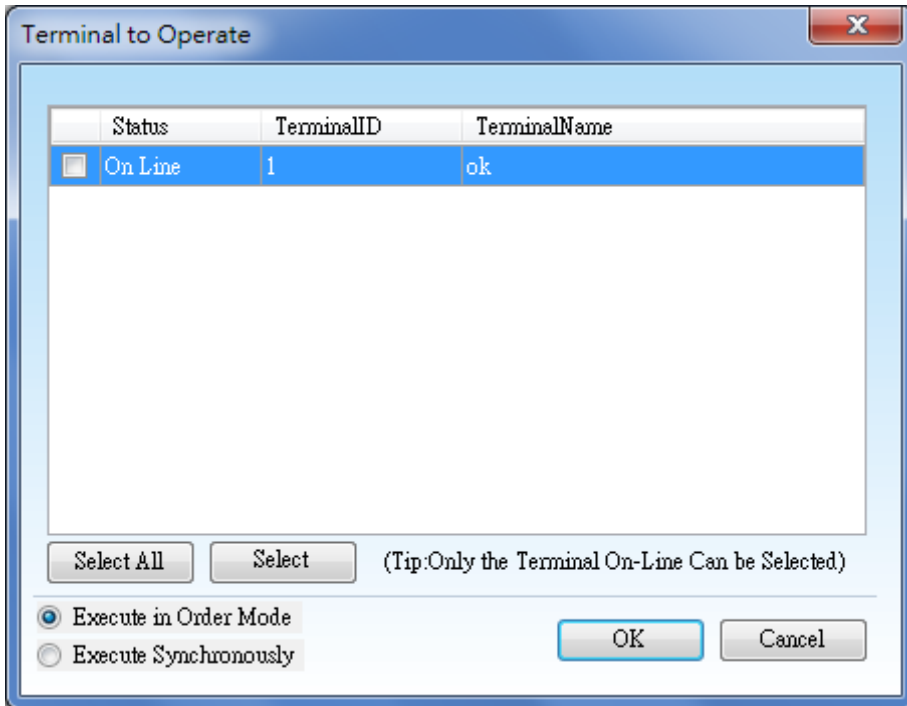 Terminal to Operate
Status TerminalID TerminalName
On Line 1 ok
Select All Select (Tip:Only the Terminal On-Line Can be Selected)
Execute in Order Mode
Execute Synchronously
OK Cancel